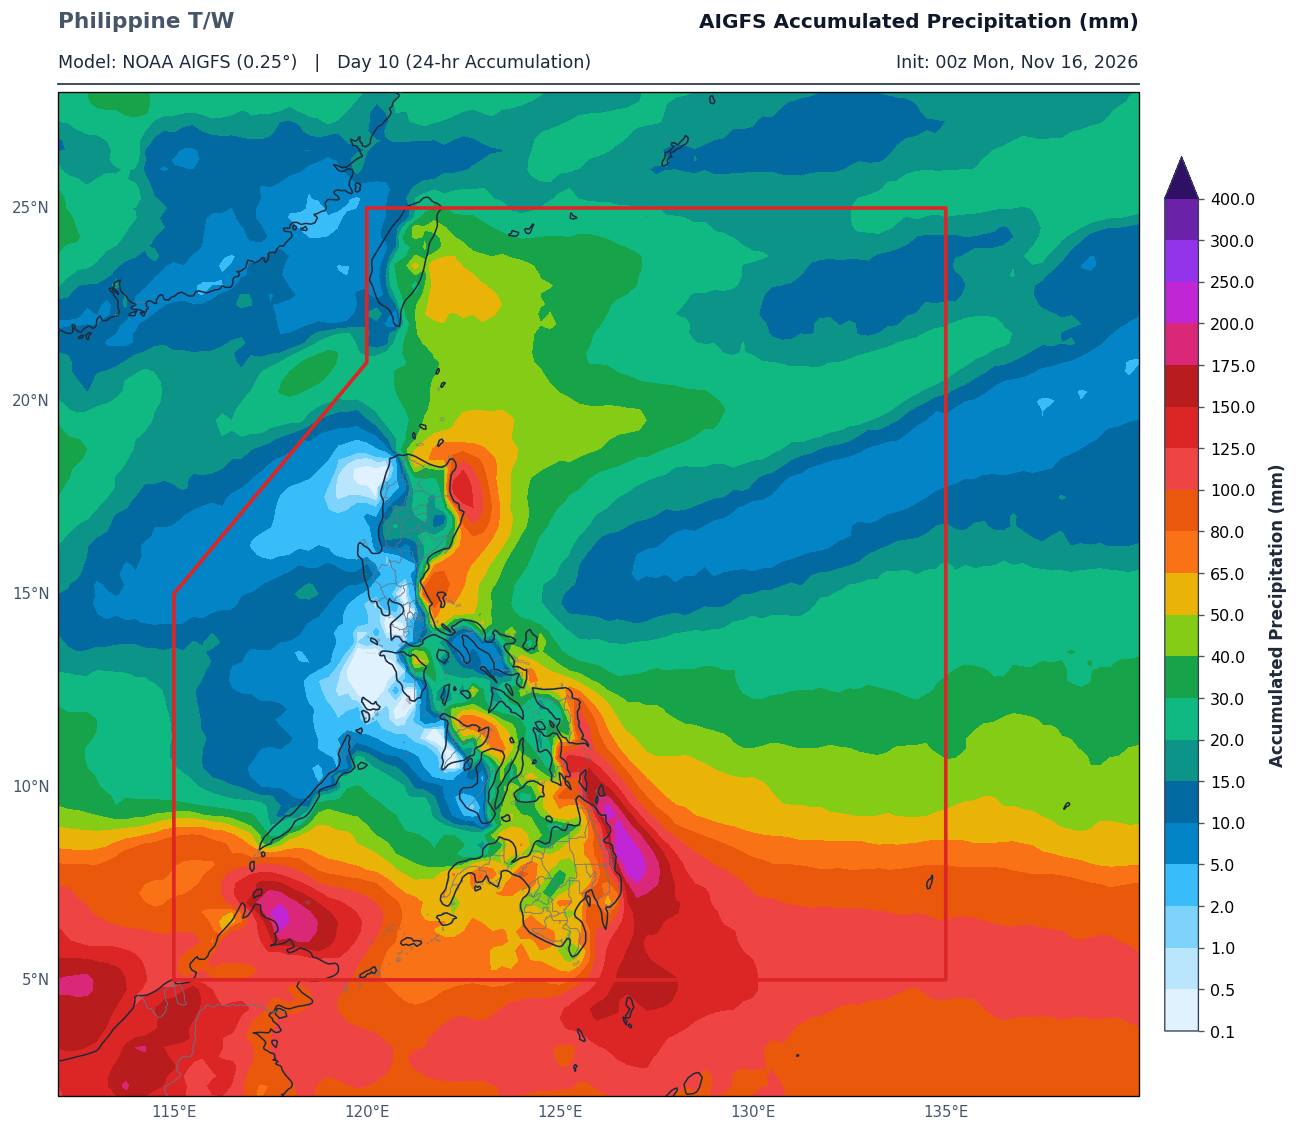 Philippine T/W
AIGFS Accumulated Precipitation (mm)
Model: NOAA AIGFS (0.25°)   |   Day 10 (24-hr Accumulation)
Init: 00z Mon, Nov 16, 2026
25°N
20°N
15°N
10°N
5°N
115°E
120°E
125°E
130°E
135°E
400.0
300.0
250.0
200.0
175.0
150.0
125.0
100.0
80.0
65.0
50.0
40.0
30.0
20.0
15.0
10.0
5.0
2.0
1.0
0.5
0.1
Accumulated Precipitation (mm)